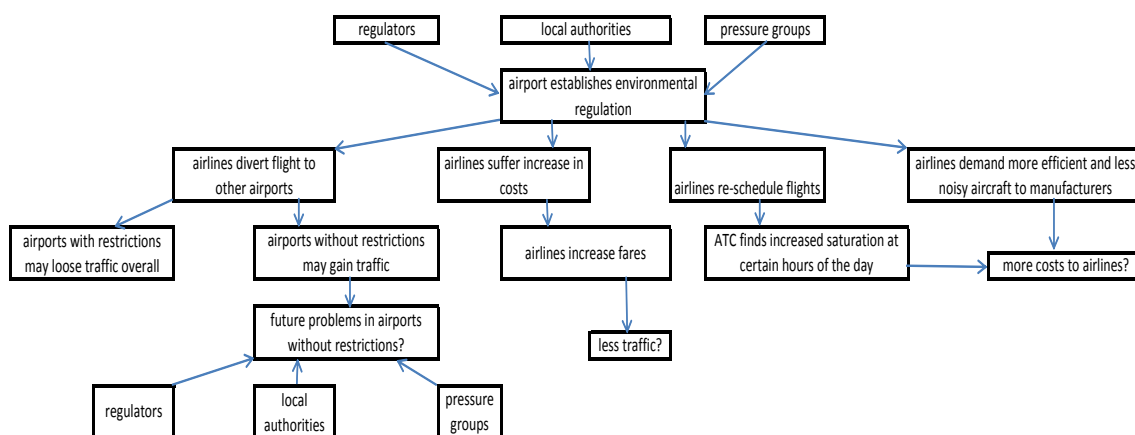 regulators
local authorities
pressure groups
airport establishes environmental
regulation
airlines divert flight to
other airports
airlines suffer increase in
costs
airlines re-schedule flights
airlines demand more efficient and less
noisy aircraft to manufacturers
airports with restrictions
may loose traffic overall
airports without restrictions
may gain traffic
airlines increase fares
ATC finds increased saturation at
certain hours of the day
more costs to airlines?
future problems in airports
without restrictions?
less traffic?
regulators
local
authorities
pressure
groups